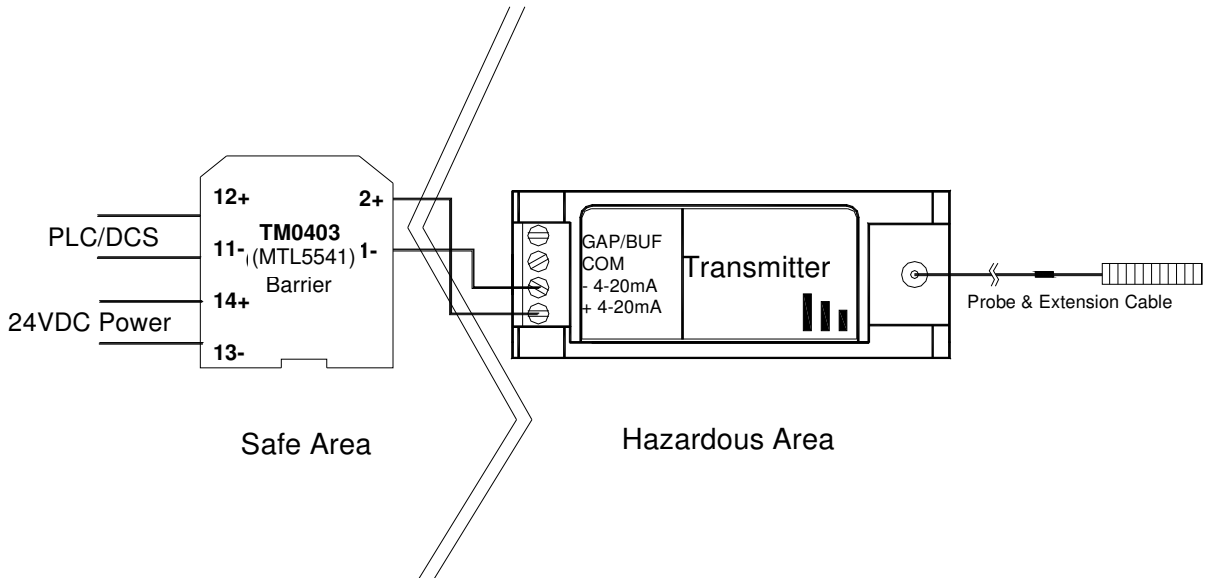 PLC/DCS
24VDC Power
12+
11-
14+
13-
2+
1-
TM0403
(MTL5541)
Barrier
GAP/BUF
COM
- 4-20mA
+ 4-20mA
Transmitter
Probe & Extension Cable
Safe Area
Hazardous Area